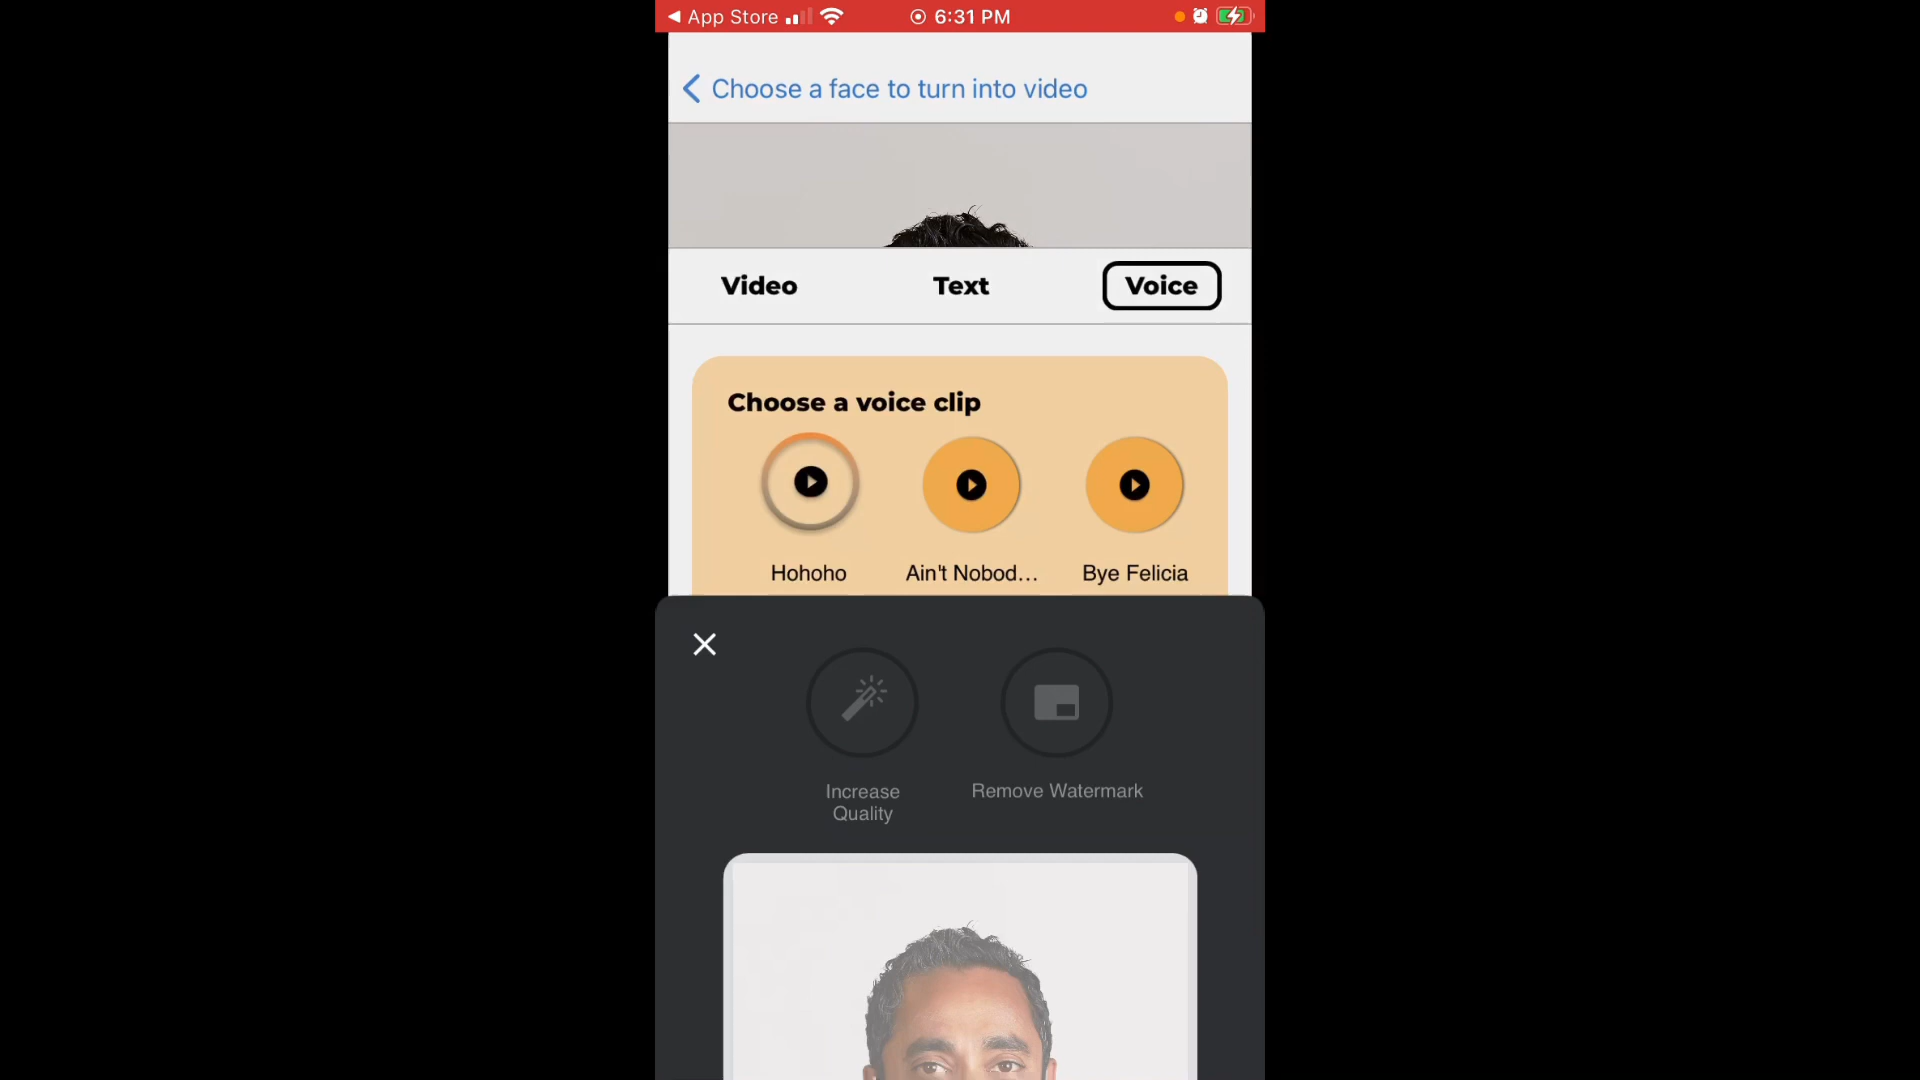 App Store
6:31 PM
Choose a face to turn into video
Video Text Voice
Choose a voice clip
Hohoho Ain't Nobod... Bye Felicia
Increase
Quality
Remove Watermark